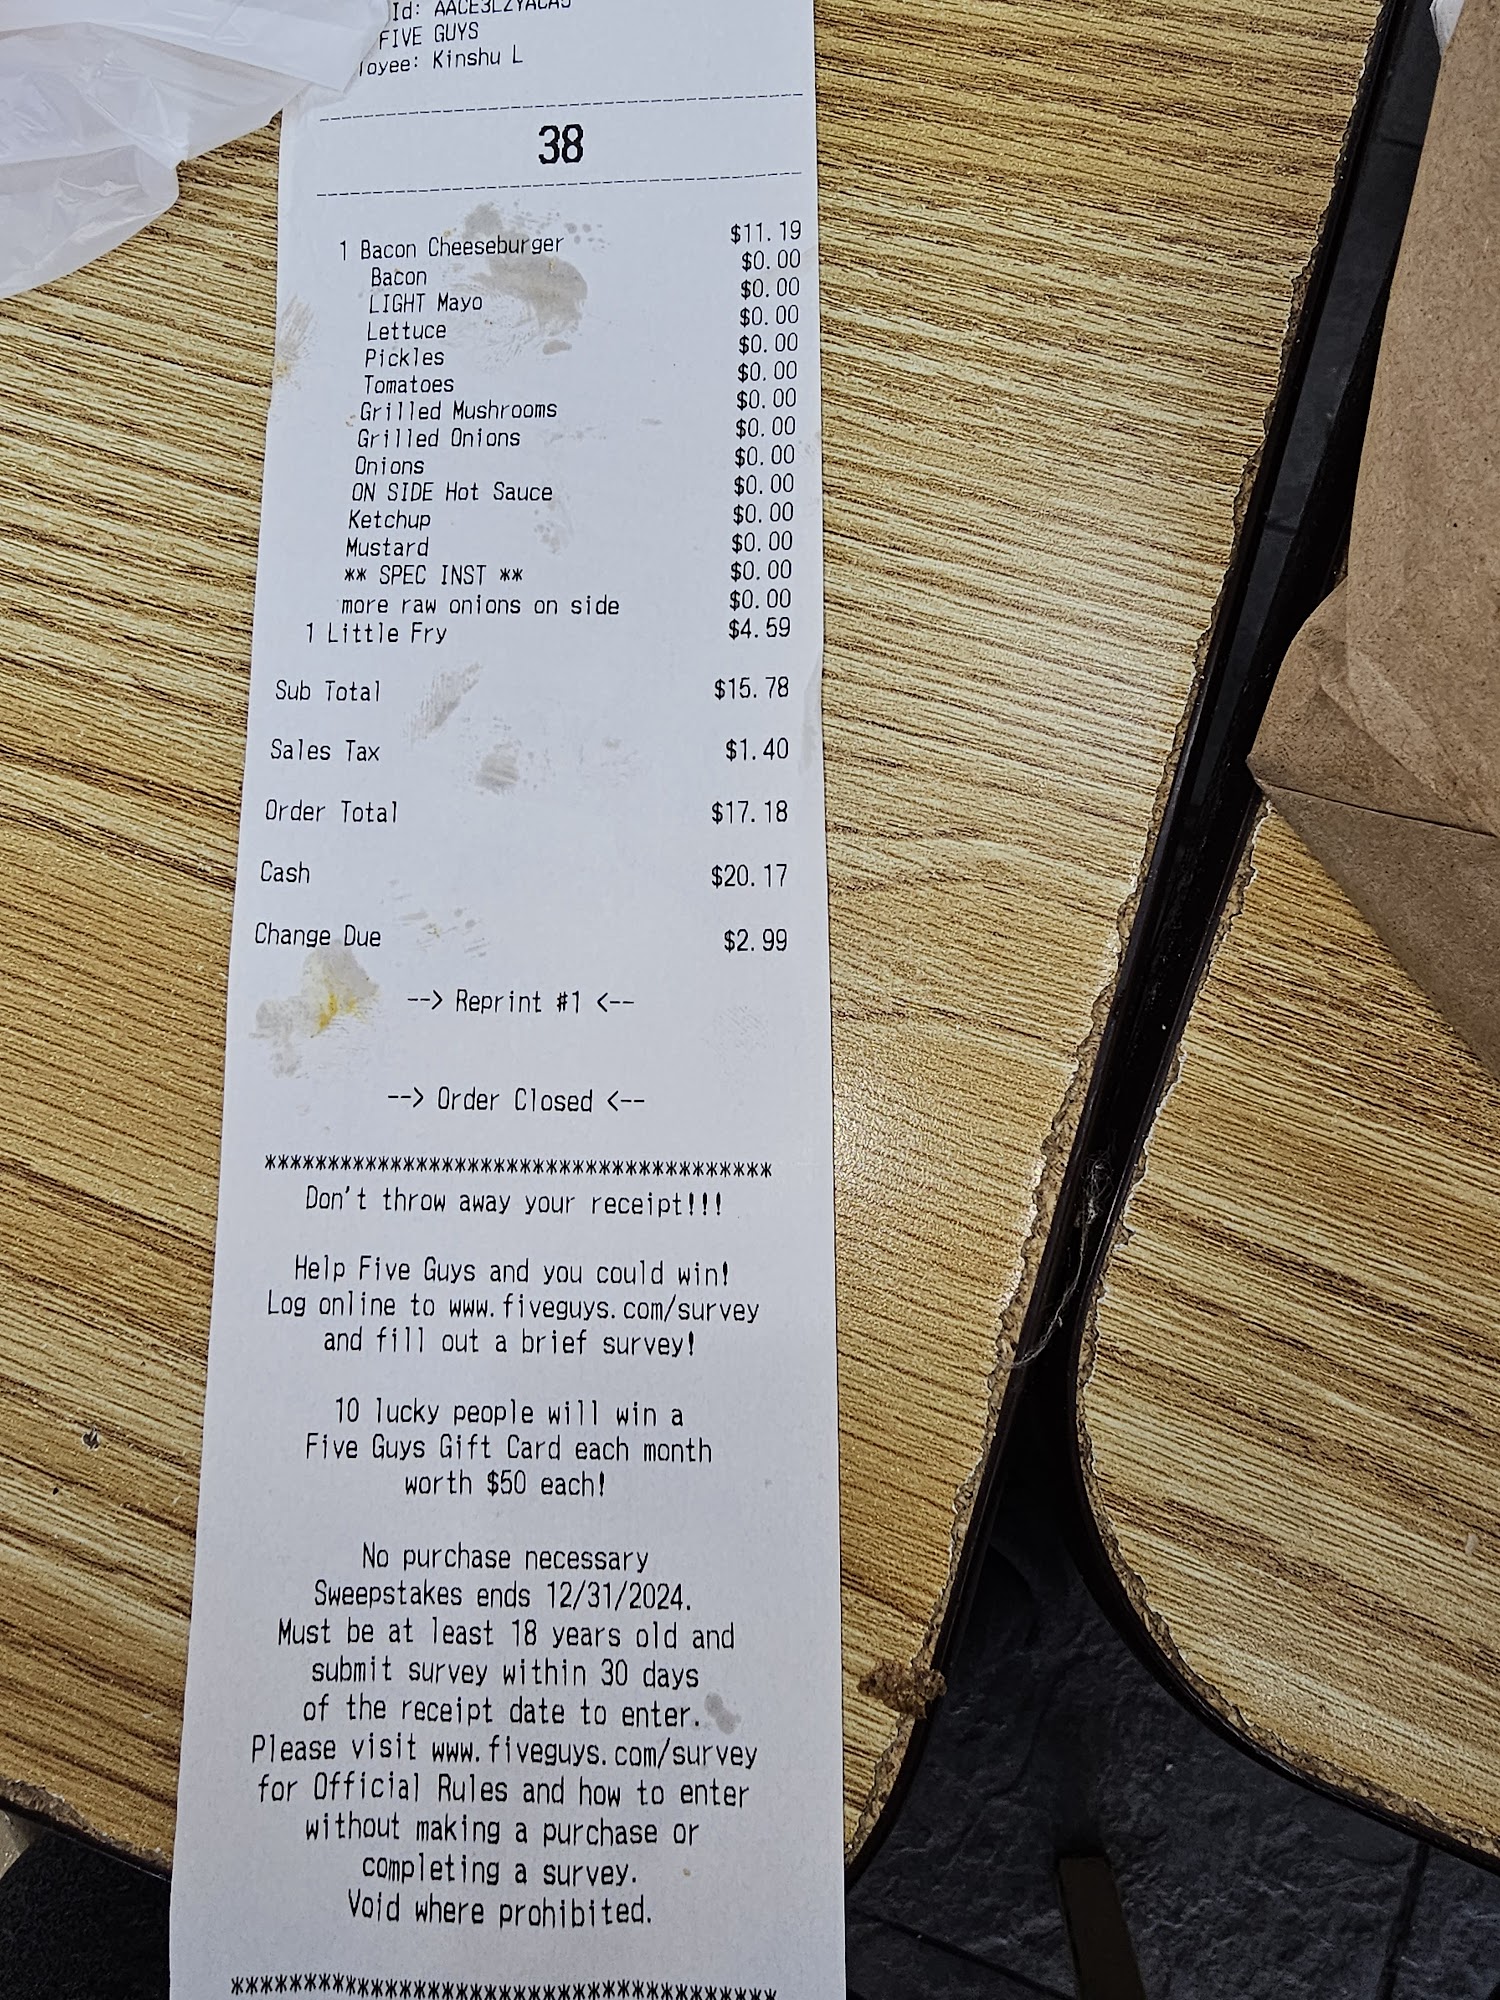 Id:
FIVE GUYS
oyee: Kinshu L
38
1 Bacon Cheeseburger $11.19
Bacon $0.00
LIGHT Mayo $0.00
Lettuce $0.00
Pickles $0.00
Tomatoes $0.00
Grilled Mushrooms $0.00
Grilled Onions $0.00
Onions $0.00
ON SIDE Hot Sauce $0.00
Ketchup $0.00
Mustard $0.00
** SPEC INST ** $0.00
more raw onions on side $0.00
1 Little Fry $4.59
Sub Total $15.78
Sales Tax $1.40
Order Total $17.18
Cash $20.17
Change Due $2.99
--> Reprint #1 <--
--> Order Closed <--
***************************************
Don't throw away your receipt!!!
Help Five Guys and you could win!
Log online to www.fiveguys.com/survey
and fill out a brief survey!
10 lucky people will win a
Five Guys Gift Card each month
worth $50 each!
No purchase necessary
Sweepstakes ends 12/31/2024.
Must be at least 18 years old and
submit survey within 30 days
of the receipt date to enter.
Please visit www.fiveguys.com/survey
for Official Rules and how to enter
without making a purchase or
completing a survey.
Void where prohibited.
***************************************